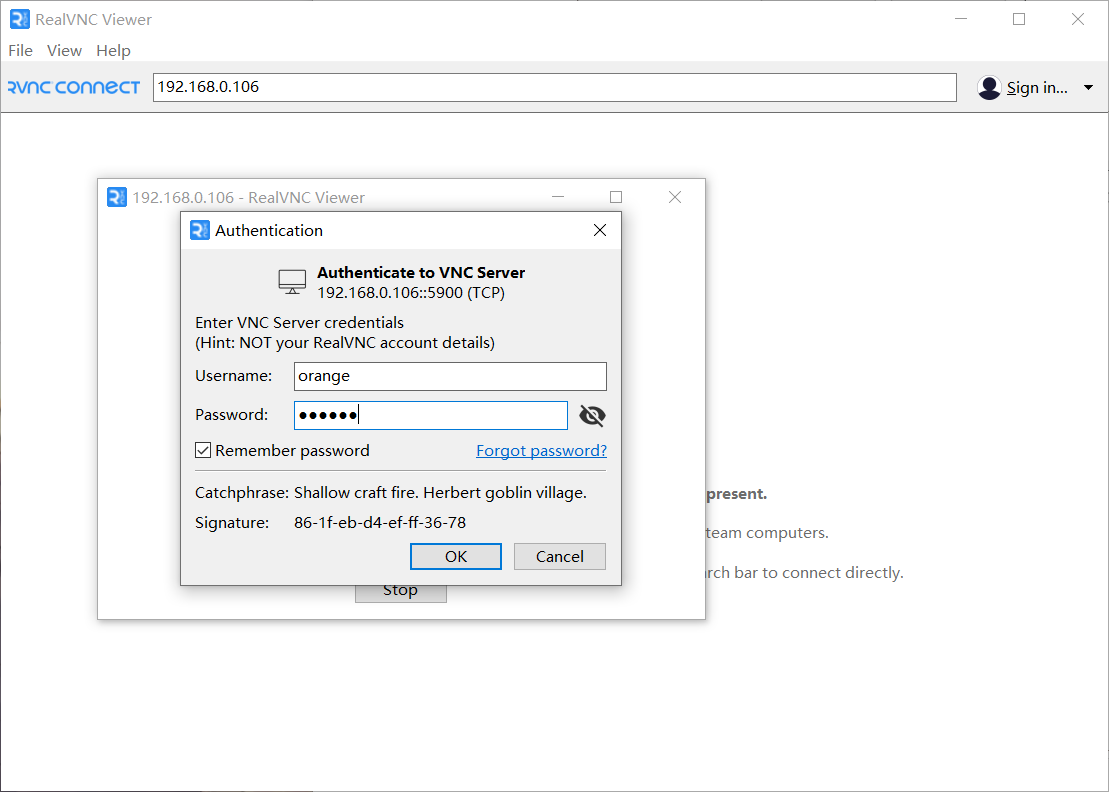 RealVNC Viewer
File View Help
RVNC CONNECT 192.168.0.106 Sign in...
192.168.0.106 - RealVNC Viewer
Authentication
Authenticate to VNC Server
192.168.0.106::5900 (TCP)
Enter VNC Server credentials
(Hint: NOT your RealVNC account details)
Username: orange
Password: ●●●●●●
Remember password Forgot password?
Catchphrase: Shallow craft fire. Herbert goblin village.
Signature: 86-1f-eb-d4-ef-ff-36-78
OK Cancel
Stop
present.
team computers.
rch bar to connect directly.